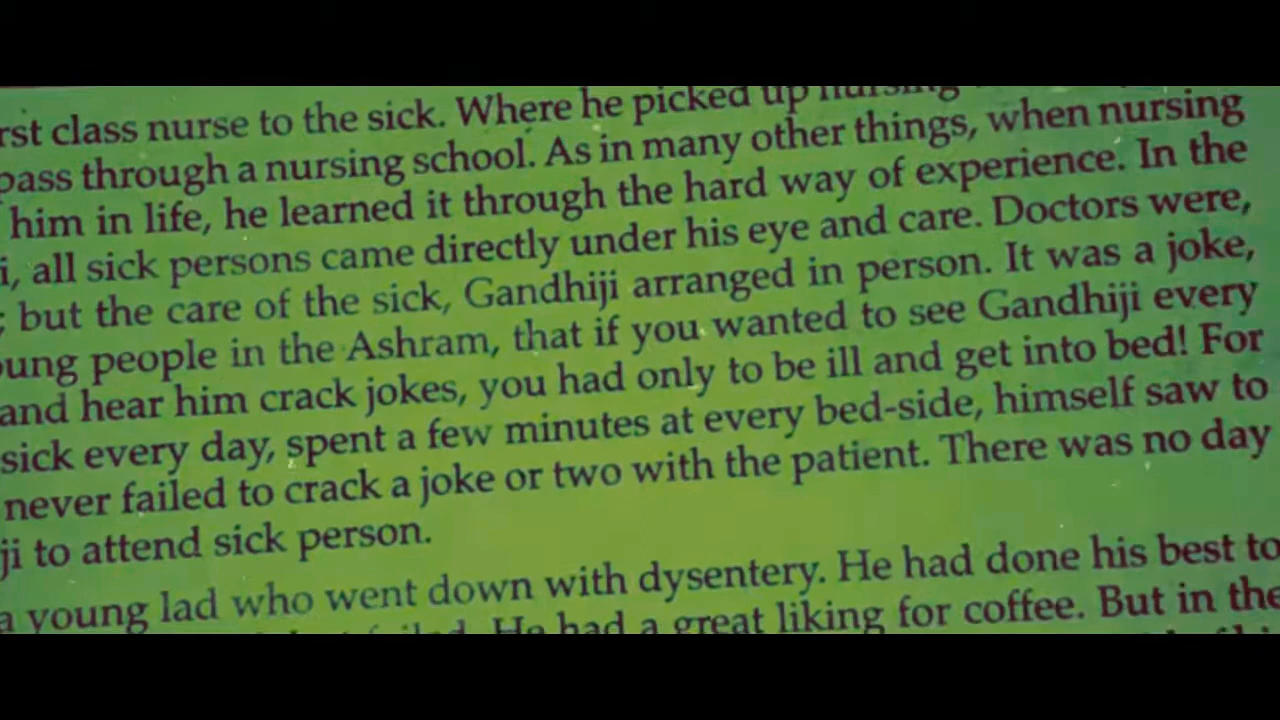 rst class nurse to the sick. Where he picked up nursing
pass through a nursing school. As in many other things, when nursing
him in life, he learned it through the hard way of experience. In the
i, all sick persons came directly under his eye and care. Doctors were,
; but the care of the sick, Gandhiji arranged in person. It was a joke,
oung people in the Ashram, that if you wanted to see Gandhiji every
and hear him crack jokes, you had only to be ill and get into bed! For
sick every day, spent a few minutes at every bed-side, himself saw to
never failed to crack a joke or two with the patient. There was no day
ji to attend sick person.
a young lad who went down with dysentery. He had done his best to
He had a great liking for coffee. But in the